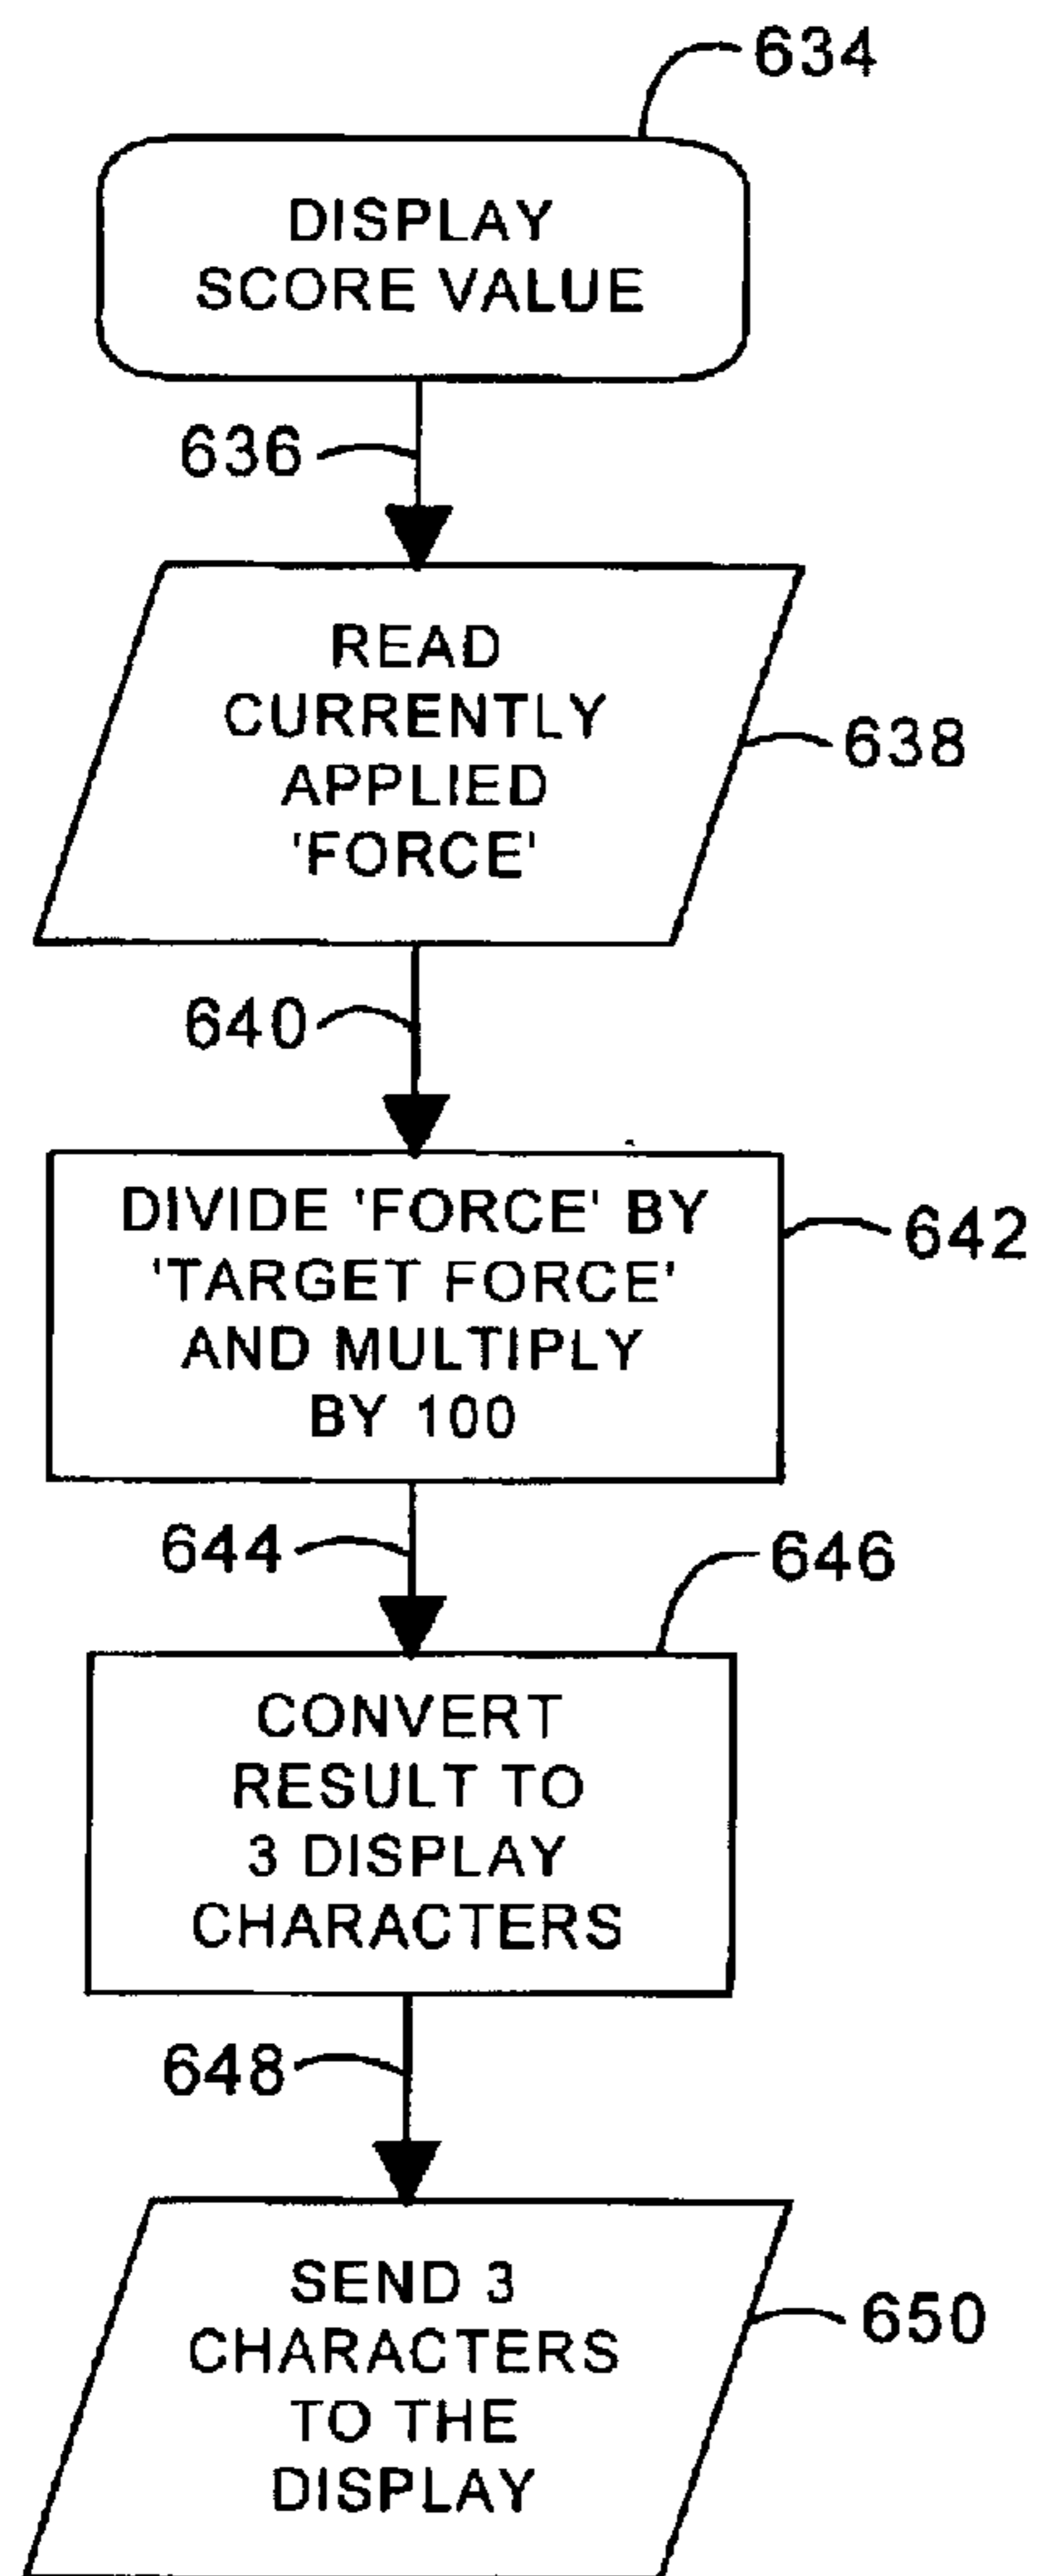 634
DISPLAY
SCORE VALUE
636
READ
CURRENTLY
APPLIED
'FORCE'
638
640
DIVIDE 'FORCE' BY
'TARGET FORCE'
AND MULTIPLY
BY 100
642
644
646
CONVERT
RESULT TO
3 DISPLAY
CHARACTERS
648
SEND 3
CHARACTERS
TO THE
DISPLAY
650